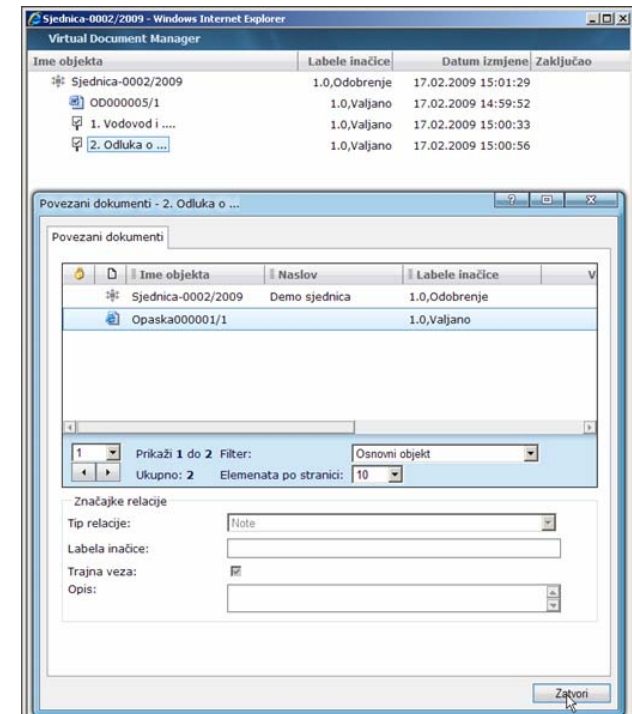 Sjednica-0002/2009 - Windows Internet Explorer
Virtual Document Manager
Ime objekta Labele inačice Datum izmjene Zaključao
Sjednica-0002/2009 1.0,Odobrenje 17.02.2009 15:01:29
OD000005/1 1.0,Valjano 17.02.2009 14:59:52
1. Vodovod i .... 1.0,Valjano 17.02.2009 15:00:33
2. Odluka o ... 1.0,Valjano 17.02.2009 15:00:56
Povezani dokumenti - 2. Odluka o ...
Povezani dokumenti
Ime objekta Naslov Labele inačice V
Sjednica-0002/2009 Demo sjednica 1.0,Odobrenje
Opaska000001/1 1.0,Valjano
1 Prikaži 1 do 2 Filter: Osnovni objekt
Ukupno: 2 Elemenata po stranici: 10
Značajke relacije
Tip relacije: Note
Labela inačice:
Trajna veza:
Opis:
Zatvori